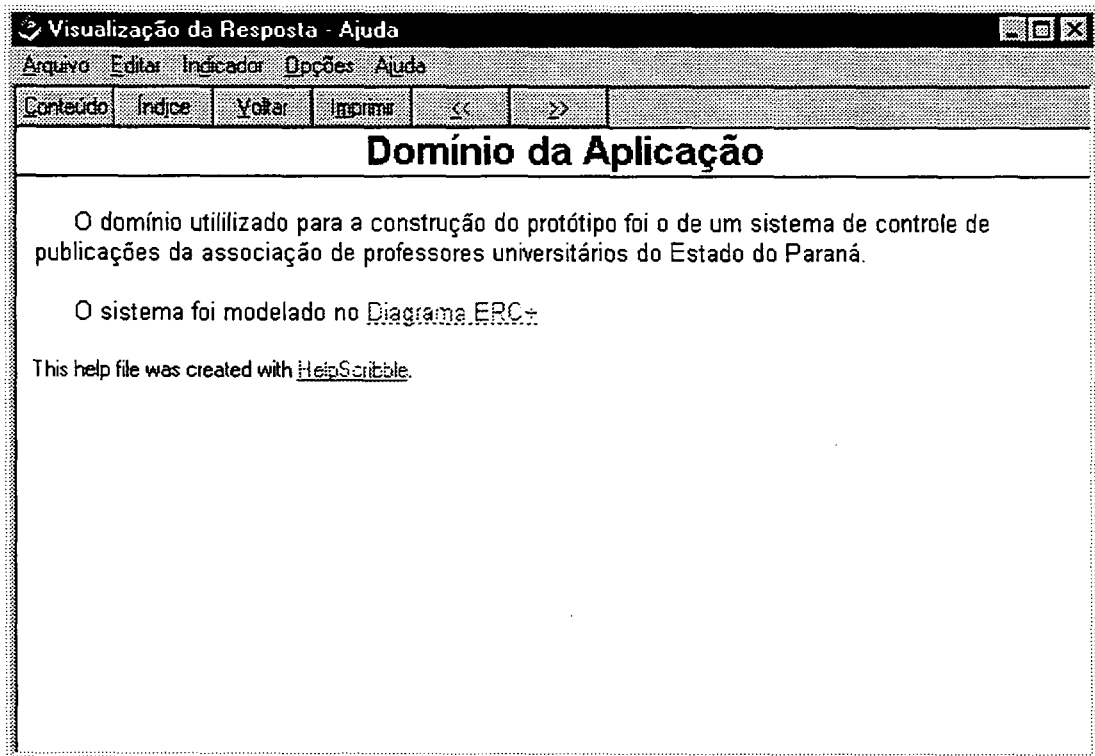 Visualização da Resposta - Ajuda
Arquivo Editar Indicador Opções Ajuda
Conteúdo Índice Voltar Imprimir << >>
Domínio da Aplicação
O domínio utililizado para a construção do protótipo foi o de um sistema de controle de
publicações da associação de professores universitários do Estado do Paraná.
O sistema foi modelado no Diagrama ERC+
This help file was created with HelpScribble.